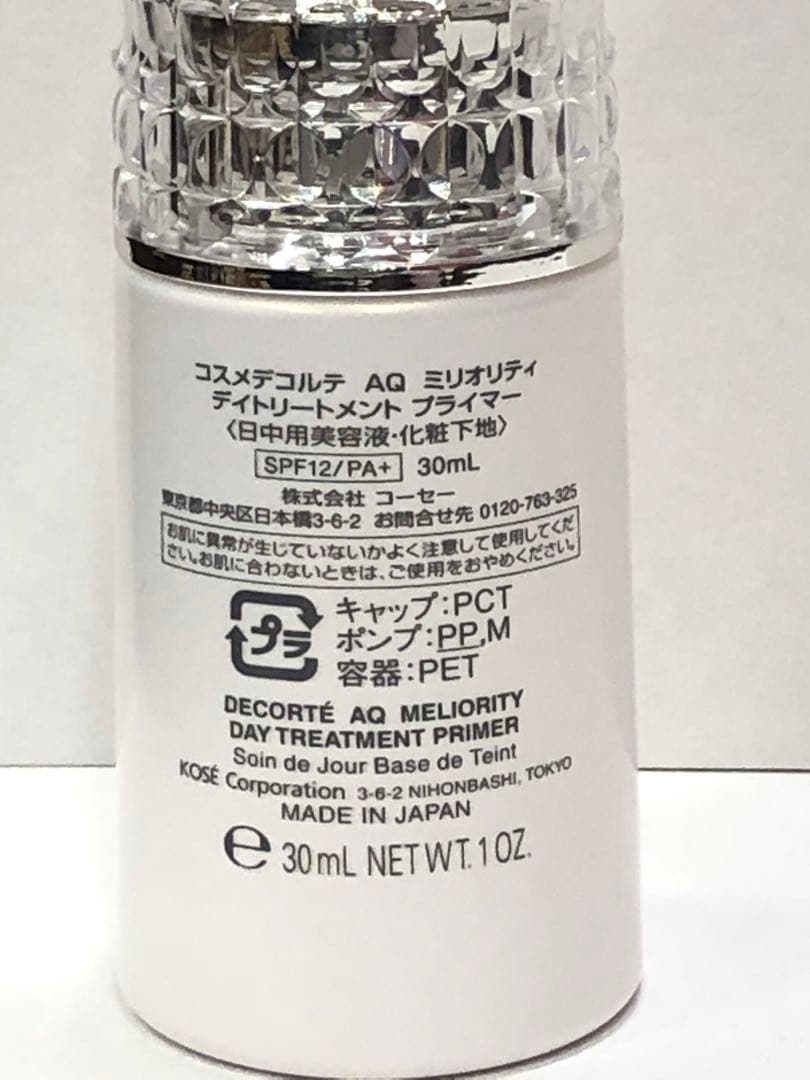 コスメデコルテ AQ ミリオリティ
デイトリートメント プライマー
〈日中用美容液・化粧下地〉
SPF12/PA+ 30mL
株式会社 コーセー
東京都中央区日本橋3-6-2 お問合せ先 0120-763-325
お肌に異常が生じていないかよく注意して使用してくだ
さい。お肌に合わないときは、ご使用をおやめください。
プラ
キャップ:PCT
ポンプ:PP,M
容器:PET
DECORTÉ AQ MELIORITY
DAY TREATMENT PRIMER
Soin de Jour Base de Teint
KOSÉ Corporation 3-6-2 NIHONBASHI, TOKYO
MADE IN JAPAN
℮ 30mL NET WT. 1 OZ.